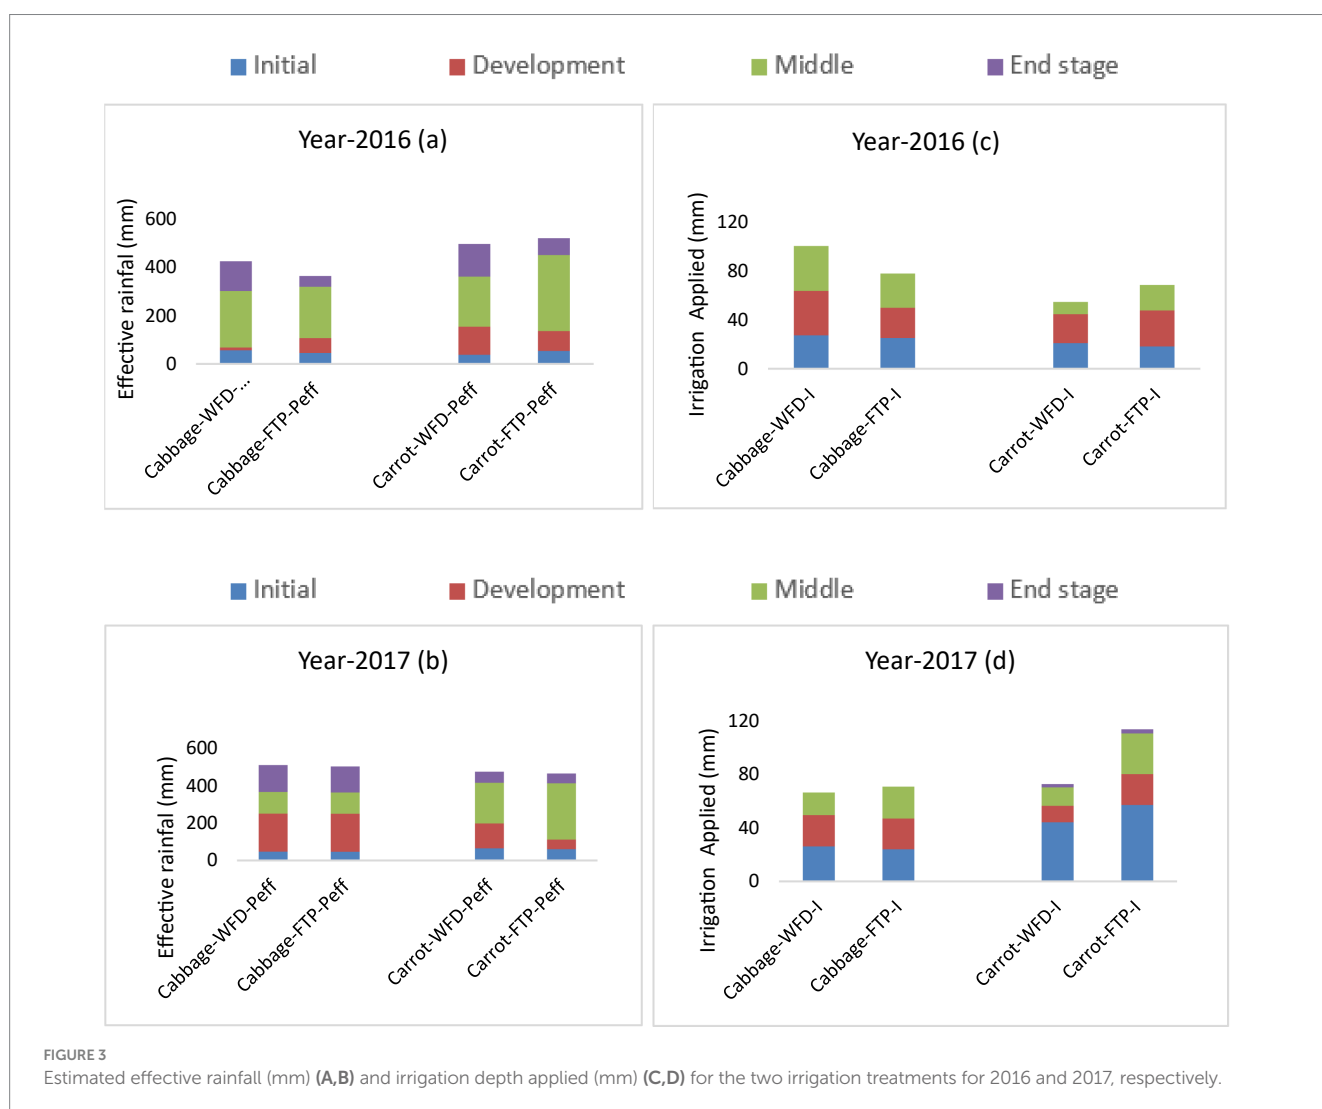 Initial Development Middle End stage
Year-2016 (a)
Effective rainfal (mm)
600
400
200
0
Cabbage-WFD-...
Cabbage-FTP-Peff
Carrot-WFD-Peff
Carrot-FTP-Peff
Year-2016 (c)
Irrigation Applied (mm)
120
80
40
0
Cabbage-WFD-I
Cabbage-FTP-I
Carrot-WFD-I
Carrot-FTP-I
Initial Development Middle End stage
Year-2017 (b)
Effective rainfal (mm)
600
400
200
0
Cabbage-WFD-Peff
Cabbage-FTP-Peff
Carrot-WFD-Peff
Carrot-FTP-Peff
Year-2017 (d)
Irrigation Applied (mm)
120
80
40
0
Cabbage-WFD-I
Cabbage-FTP-I
Carrot-WFD-I
Carrot-FTP-I
FIGURE 3
Estimated effective rainfall (mm) (A,B) and irrigation depth applied (mm) (C,D) for the two irrigation treatments for 2016 and 2017, respectively.